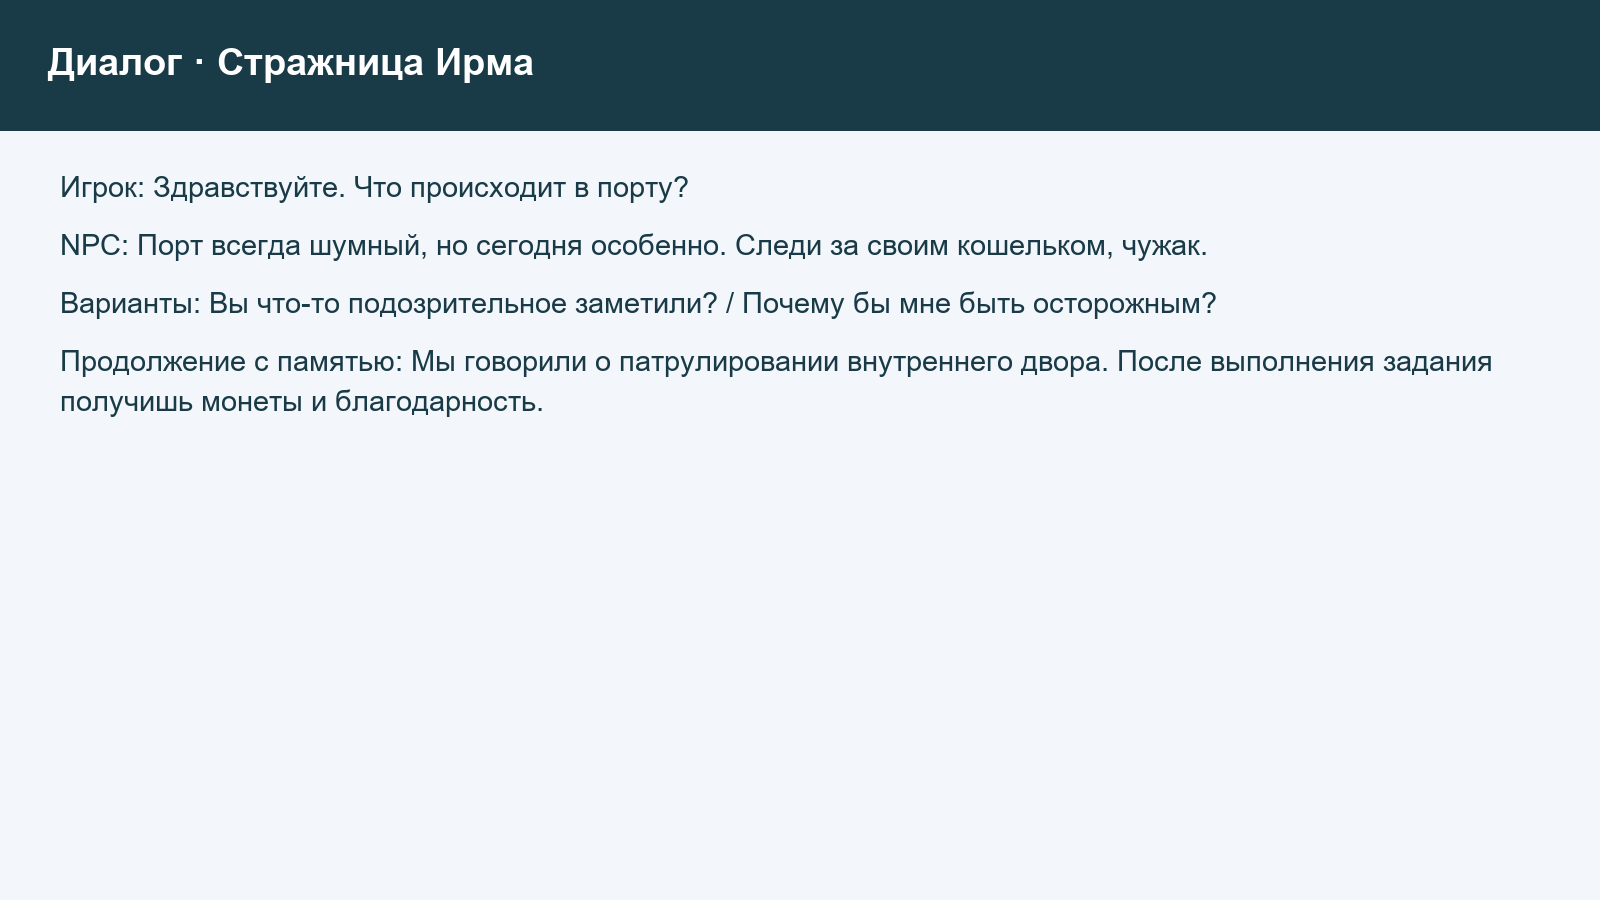 Диалог · Стражница Ирма
Игрок: Здравствуйте. Что происходит в порту?
NPC: Порт всегда шумный, но сегодня особенно. Следи за своим кошельком, чужак.
Варианты: Вы что-то подозрительное заметили? / Почему бы мне быть осторожным?
Продолжение с памятью: Мы говорили о патрулировании внутреннего двора. После выполнения задания
получишь монеты и благодарность.